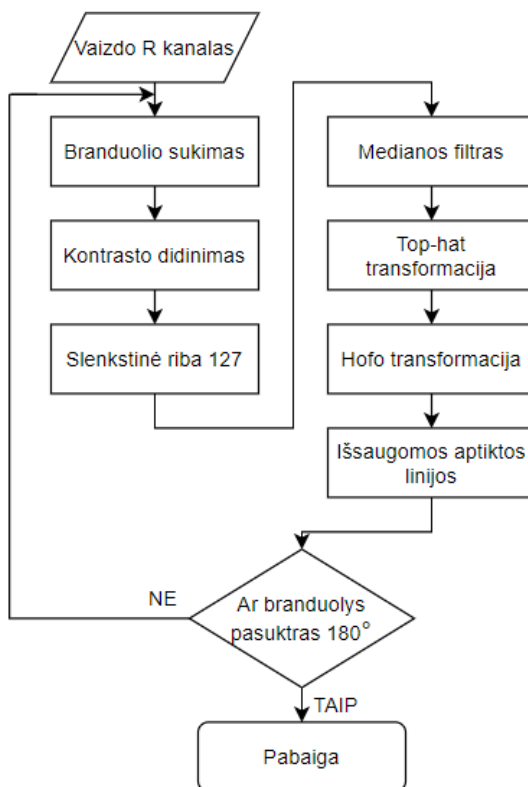 Vaizdo R kanalas
Branduolio sukimas
Kontrasto didinimas
Slenkstinė riba 127
Medianos filtras
Top-hat
transformacija
Hofo transformacija
Išsaugomos aptiktos
linijos
Ar branduolys
pasuktras 180°
NE
TAIP
Pabaiga